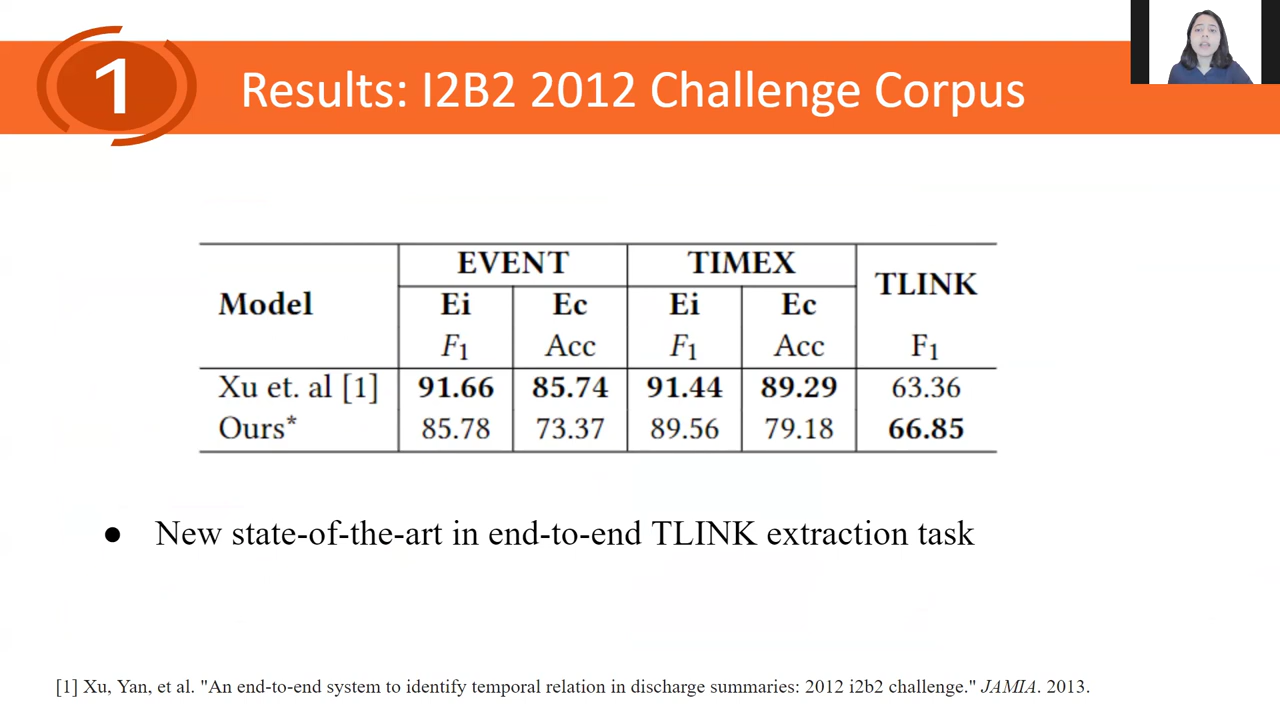 1
Results: I2B2 2012 Challenge Corpus
Model EVENT TIMEX TLINK
Ei Ec Ei Ec
F1 Acc F1 Acc F1
Xu et. al [1] 91.66 85.74 91.44 89.29 63.36
Ours* 85.78 73.37 89.56 79.18 66.85
● New state-of-the-art in end-to-end TLINK extraction task
[1] Xu, Yan, et al. "An end-to-end system to identify temporal relation in discharge summaries: 2012 i2b2 challenge." JAMIA. 2013.